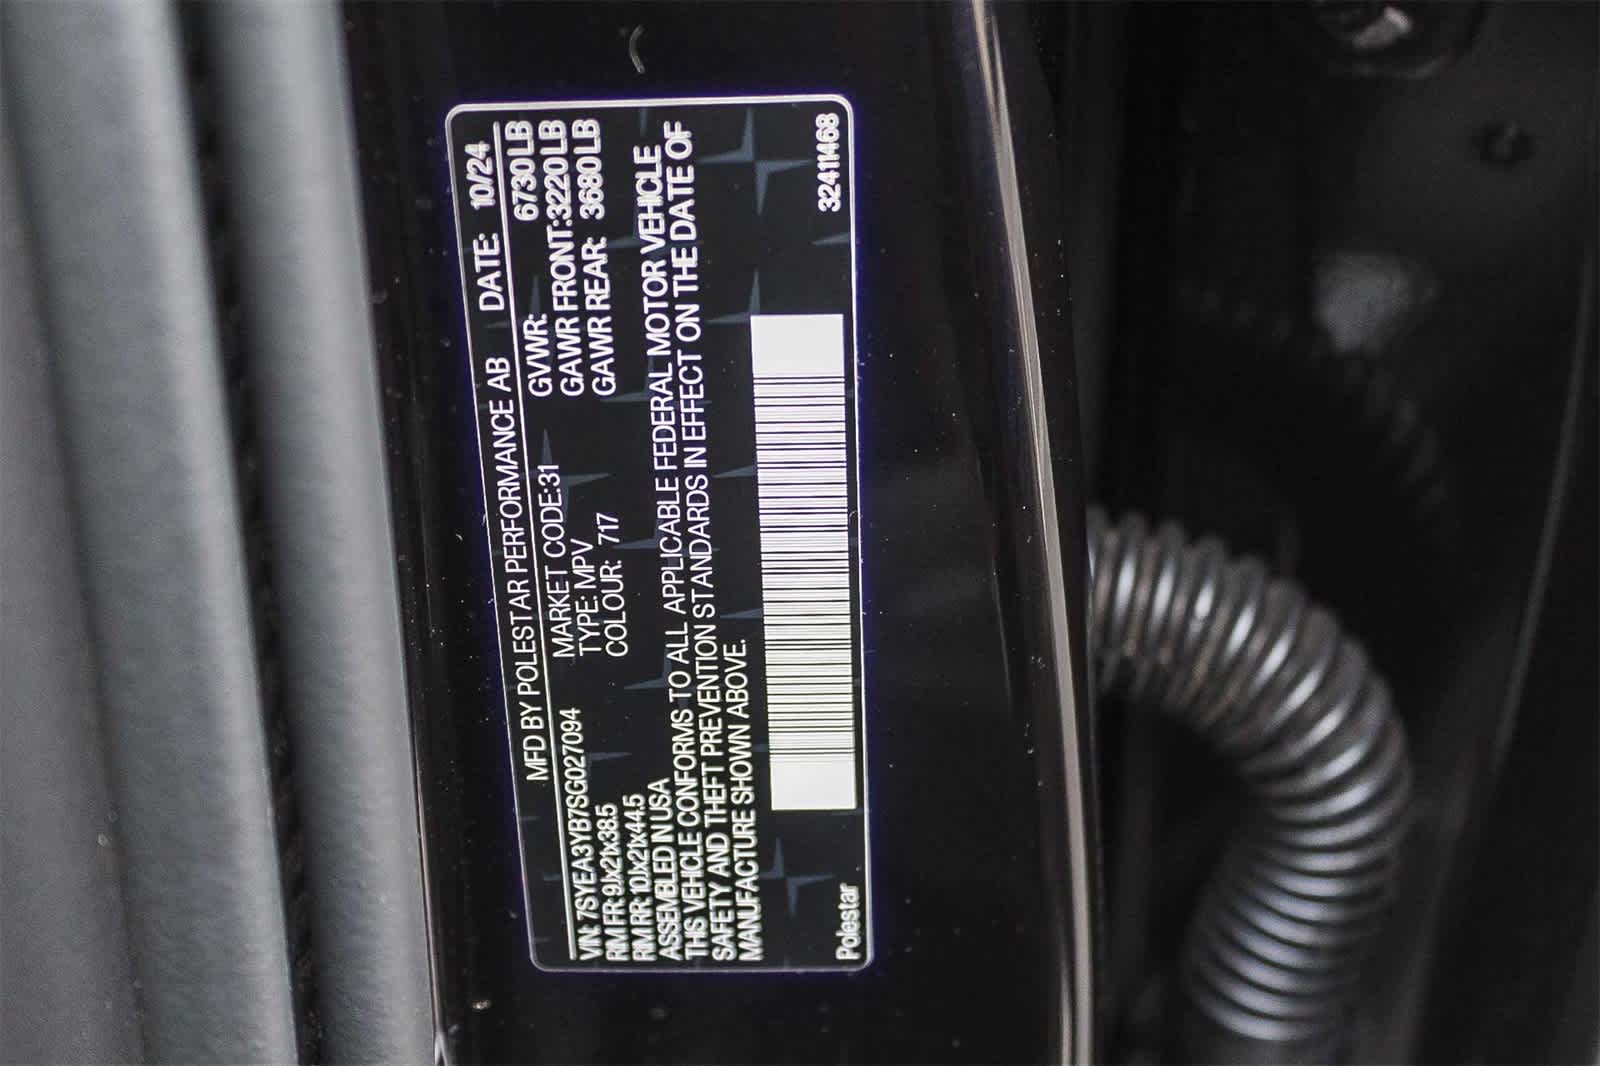 MFD BY POLESTAR PERFORMANCE AB DATE: 10/24
VIN: 7SYEA3YB7SG027094 MARKET CODE:31 GVWR: 6730LB
RIM FR: 9Jx21x38.5 TYPE: MPV GAWR FRONT:3220LB
RIM RR: 10Jx21x44.5 COLOUR: 717 GAWR REAR: 3680LB
ASSEMBLED IN USA
THIS VEHICLE CONFORMS TO ALL APPLICABLE FEDERAL MOTOR VEHICLE
SAFETY AND THEFT PREVENTION STANDARDS IN EFFECT ON THE DATE OF
MANUFACTURE SHOWN ABOVE.
Polestar 32411468